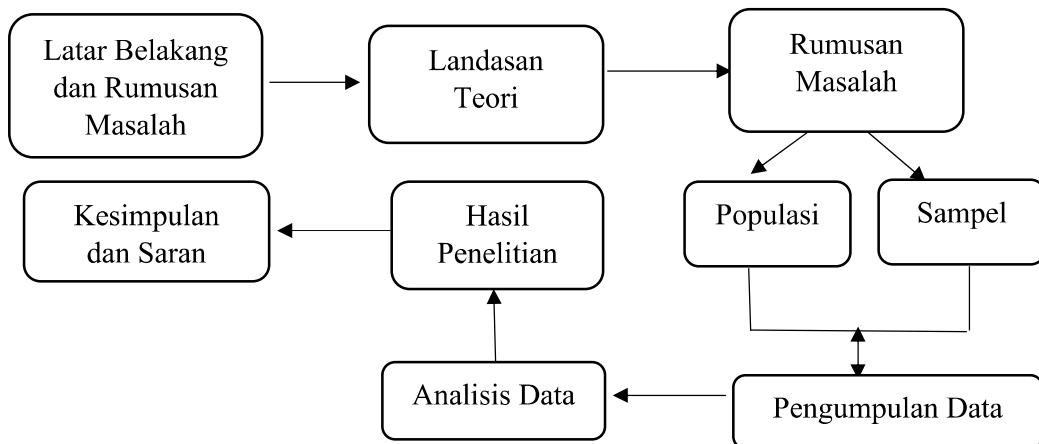 Latar Belakang
dan Rumusan
Masalah
Landasan
Teori
Rumusan
Masalah
Populasi
Sampel
Pengumpulan Data
Analisis Data
Hasil
Penelitian
Kesimpulan
dan Saran